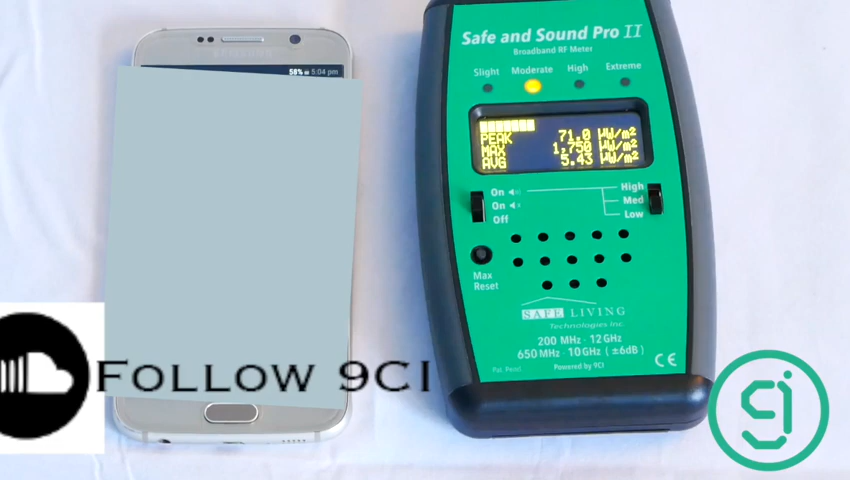 SAMSUNG
58% 5:04 pm
Safe and Sound Pro II
Broadband RF Meter
Slight Moderate High Extreme
PEAK 71.0 µW/m²
MAX 1,750 µW/m²
AVG 5.43 µW/m²
On
On
Off
High
Med
Low
Max
Reset
SAFE LIVING
Technologies Inc.
200 MHz - 12 GHz
650 MHz - 10 GHz (±6dB)
Pat. Pend.
Powered by 9CI
CE
FOLLOW 9CI